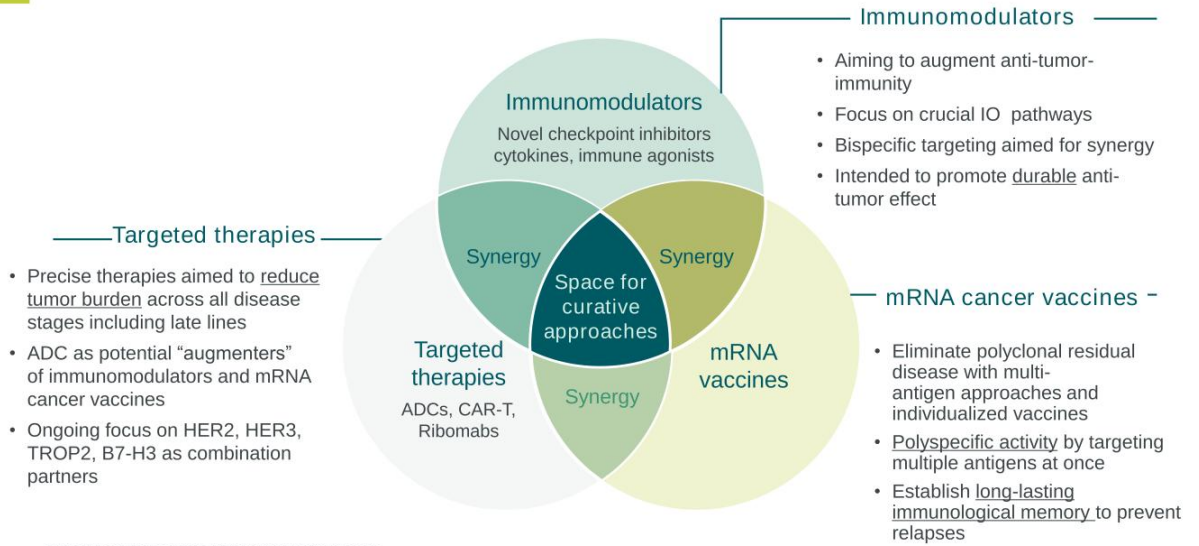 Immunomodulators
• Aiming to augment anti-tumor-
immunity
• Focus on crucial IO pathways
• Bispecific targeting aimed for synergy
• Intended to promote durable anti-
tumor effect
Immunomodulators
Novel checkpoint inhibitors
cytokines, immune agonists
Targeted therapies
• Precise therapies aimed to reduce
tumor burden across all disease
stages including late lines
• ADC as potential “augmenters”
of immunomodulators and mRNA
cancer vaccines
• Ongoing focus on HER2, HER3,
TROP2, B7-H3 as combination
partners
Synergy
Synergy
Space for
curative
approaches
Targeted
therapies
ADCs, CAR-T,
Ribomabs
mRNA
vaccines
Synergy
mRNA cancer vaccines
• Eliminate polyclonal residual
disease with multi-
antigen approaches and
individualized vaccines
• Polyspecific activity by targeting
multiple antigens at once
• Establish long-lasting
immunological memory to prevent
relapses